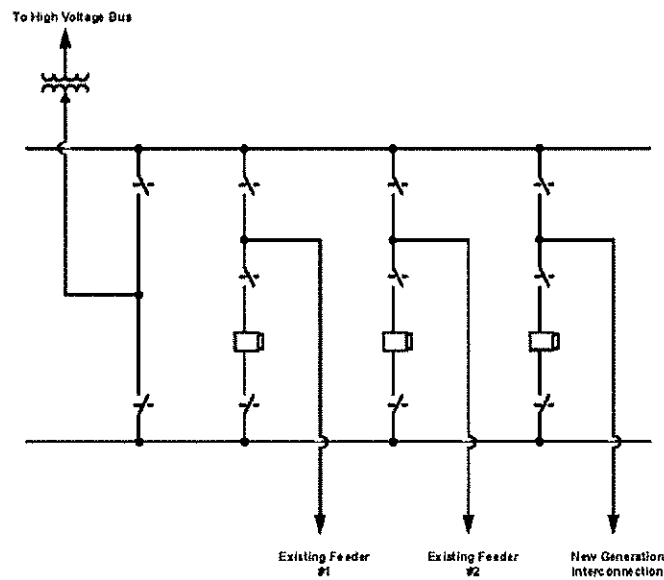 To High Voltage Bus
Existing Feeder
#1
Existing Feeder
#2
New Generation
Interconnection